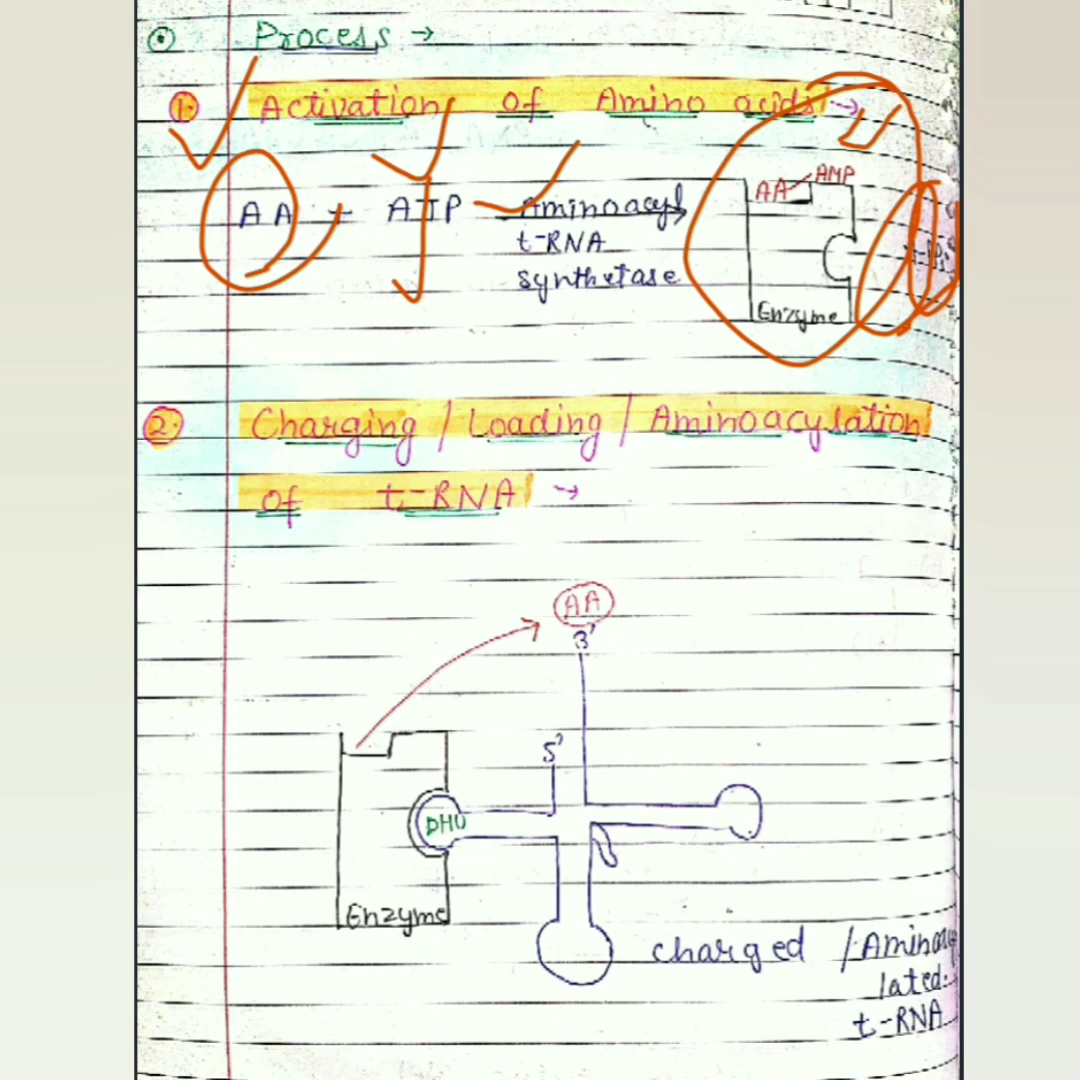 Process →
1. Activation of Amino acids →
AA + ATP Aminoacyl
t-RNA
synthetase
AA AMP
Enzyme
2. Charging / Loading / Aminoacylation
of t-RNA →
AA
3'
5'
DHU
Enzyme
charged / Aminoacy
lated
t-RNA